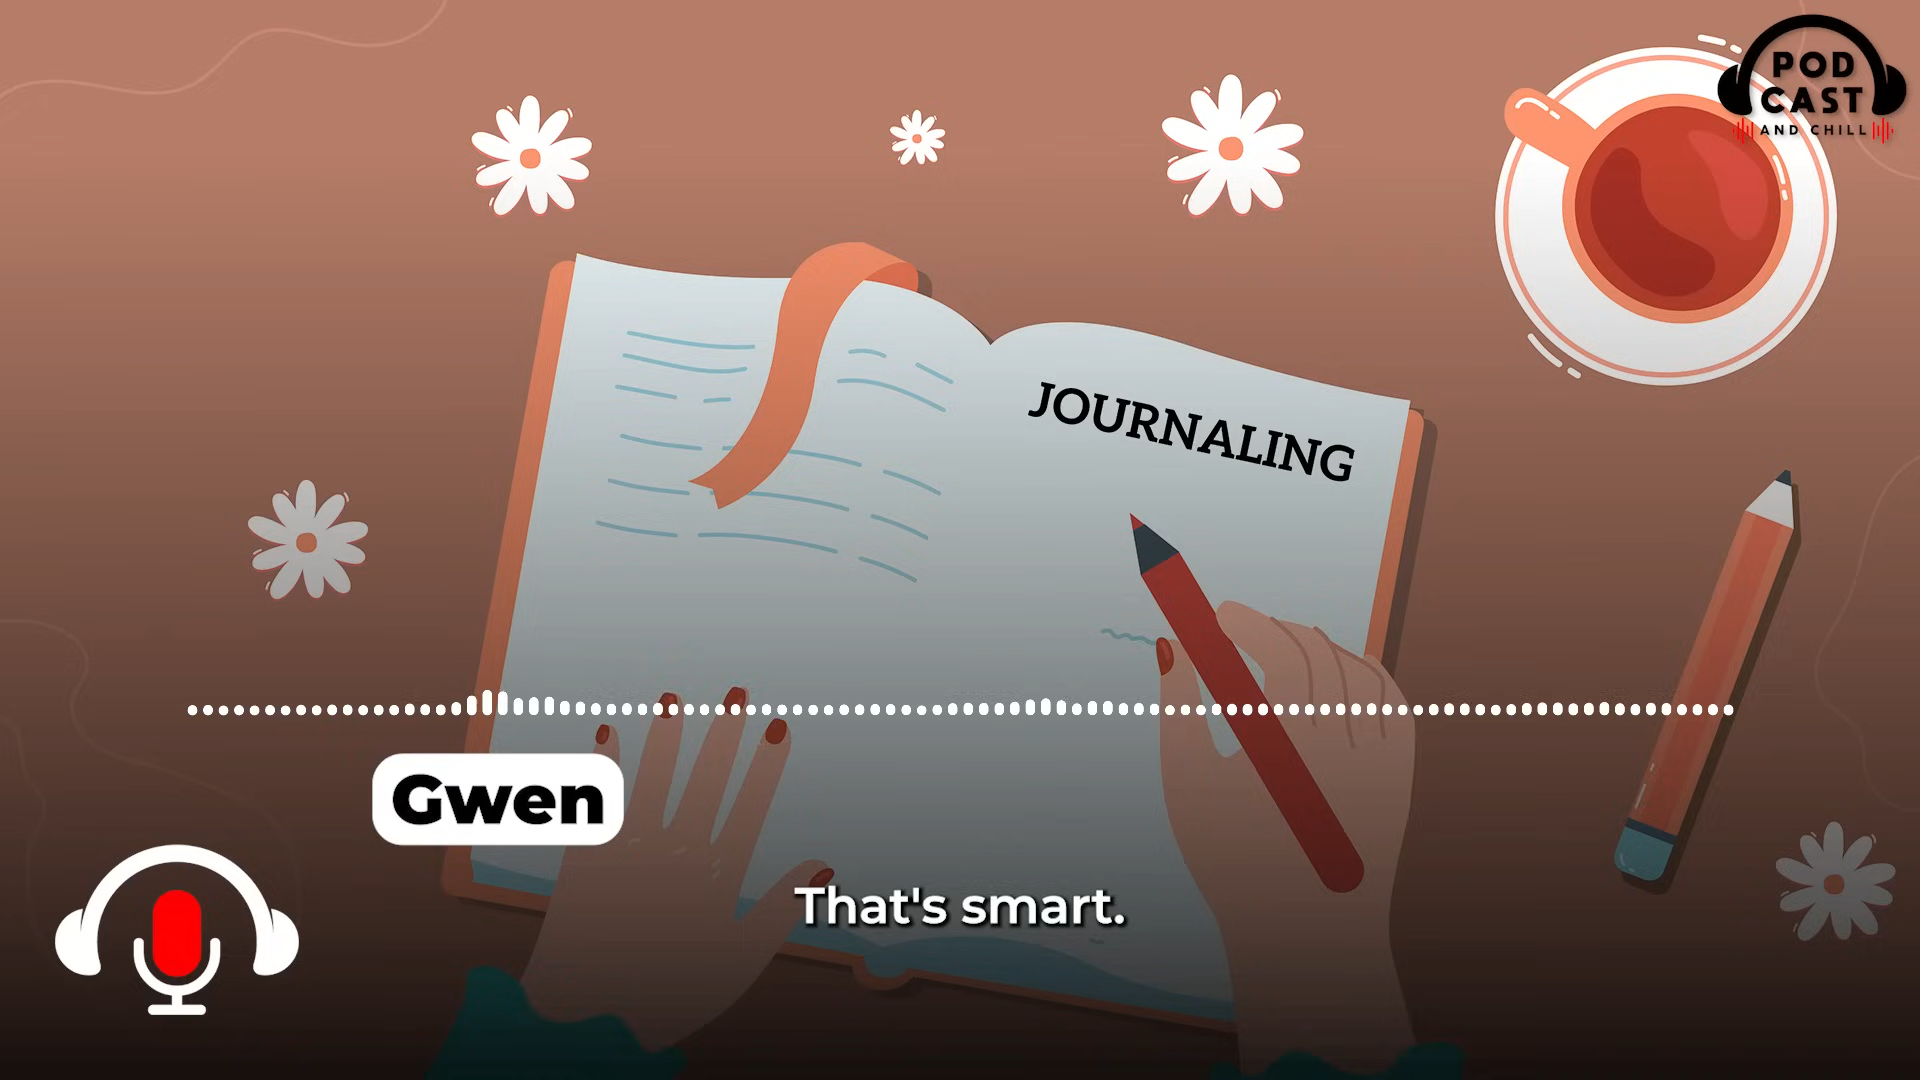 POD
CAST
AND CHILL
JOURNALING
Gwen
That's smart.